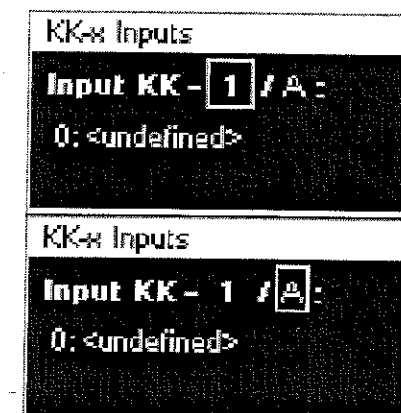 KK-x Inputs
Input KK - 1 / A :
0: <undefined>
KK-x Inputs
Input KK - 1 / A :
0: <undefined>